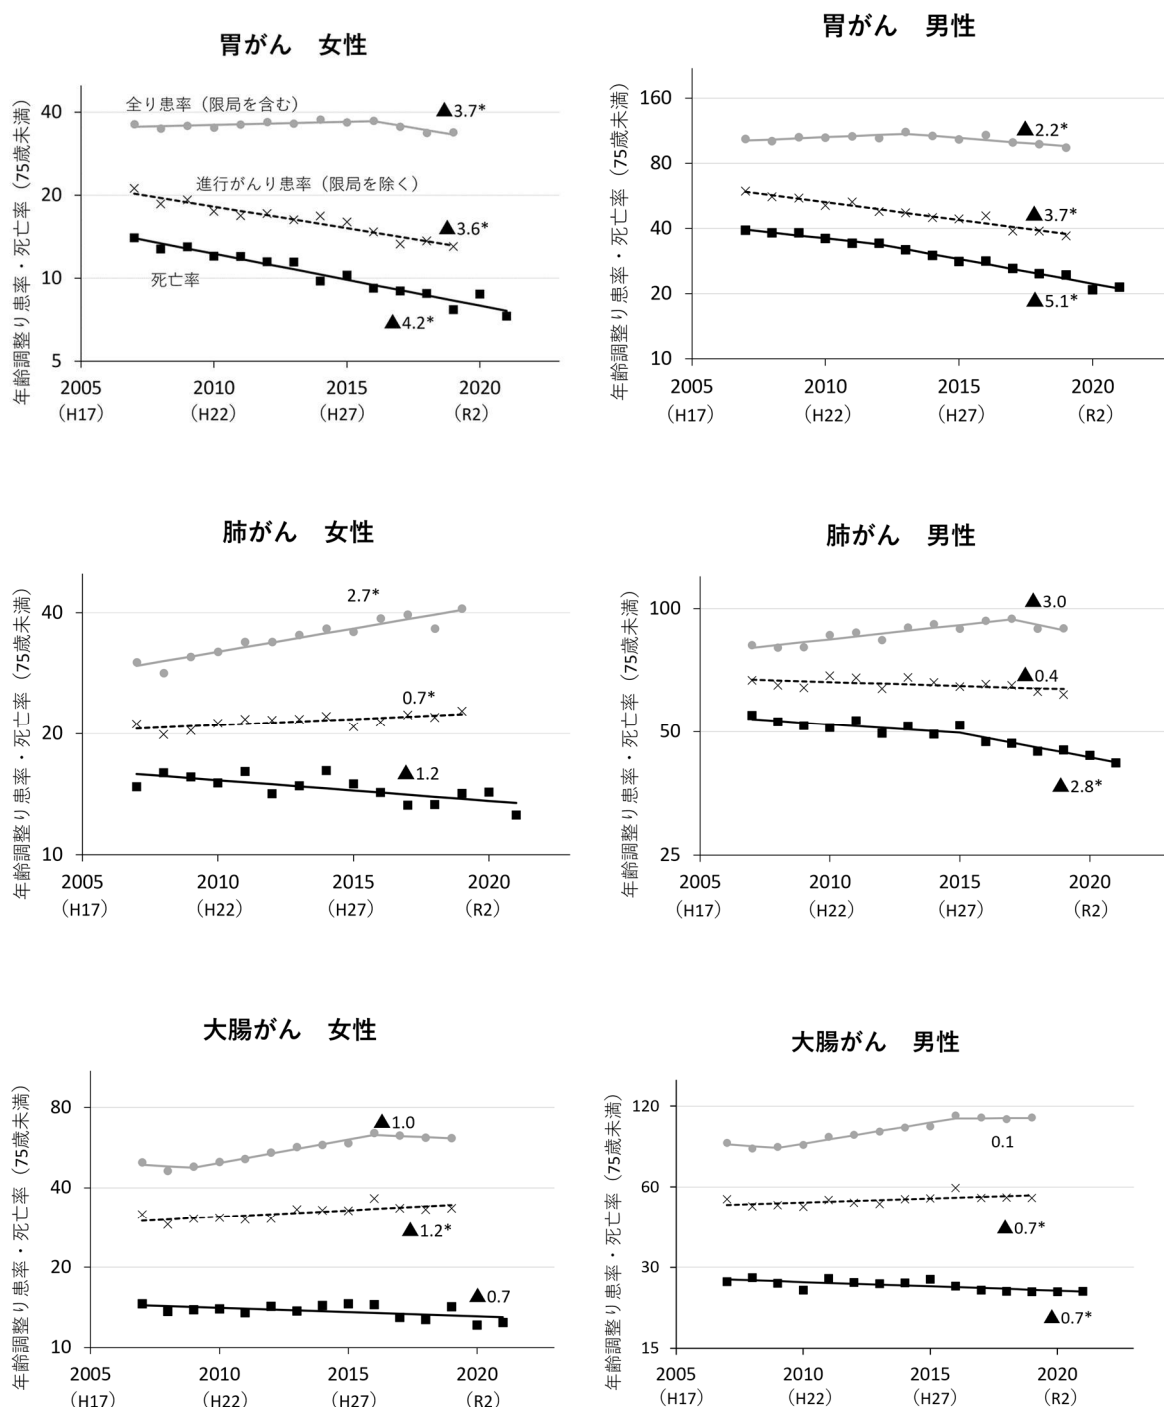 胃がん　女性
年齢調整り患率・死亡率（75歳未満）
40
20
10
5
全り患率（限局を含む）
▲3.7*
進行がんり患率（限局を除く）
▲3.6*
死亡率
▲4.2*
2005 2010 2015 2020
（H17） （H22） （H27） （R2）
胃がん　男性
年齢調整り患率・死亡率（75歳未満）
160
80
40
20
10
▲2.2*
▲3.7*
▲5.1*
2005 2010 2015 2020
（H17） （H22） （H27） （R2）
肺がん　女性
年齢調整り患率・死亡率（75歳未満）
40
20
10
2.7*
0.7*
▲1.2
2005 2010 2015 2020
（H17） （H22） （H27） （R2）
肺がん　男性
年齢調整り患率・死亡率（75歳未満）
100
50
25
▲3.0
▲0.4
▲2.8*
2005 2010 2015 2020
（H17） （H22） （H27） （R2）
大腸がん　女性
年齢調整り患率・死亡率（75歳未満）
80
40
20
10
▲1.0
▲1.2*
▲0.7
2005 2010 2015 2020
（H17） （H22） （H27） （R2）
大腸がん　男性
年齢調整り患率・死亡率（75歳未満）
120
60
30
15
0.1
▲0.7*
▲0.7*
2005 2010 2015 2020
（H17） （H22） （H27） （R2）